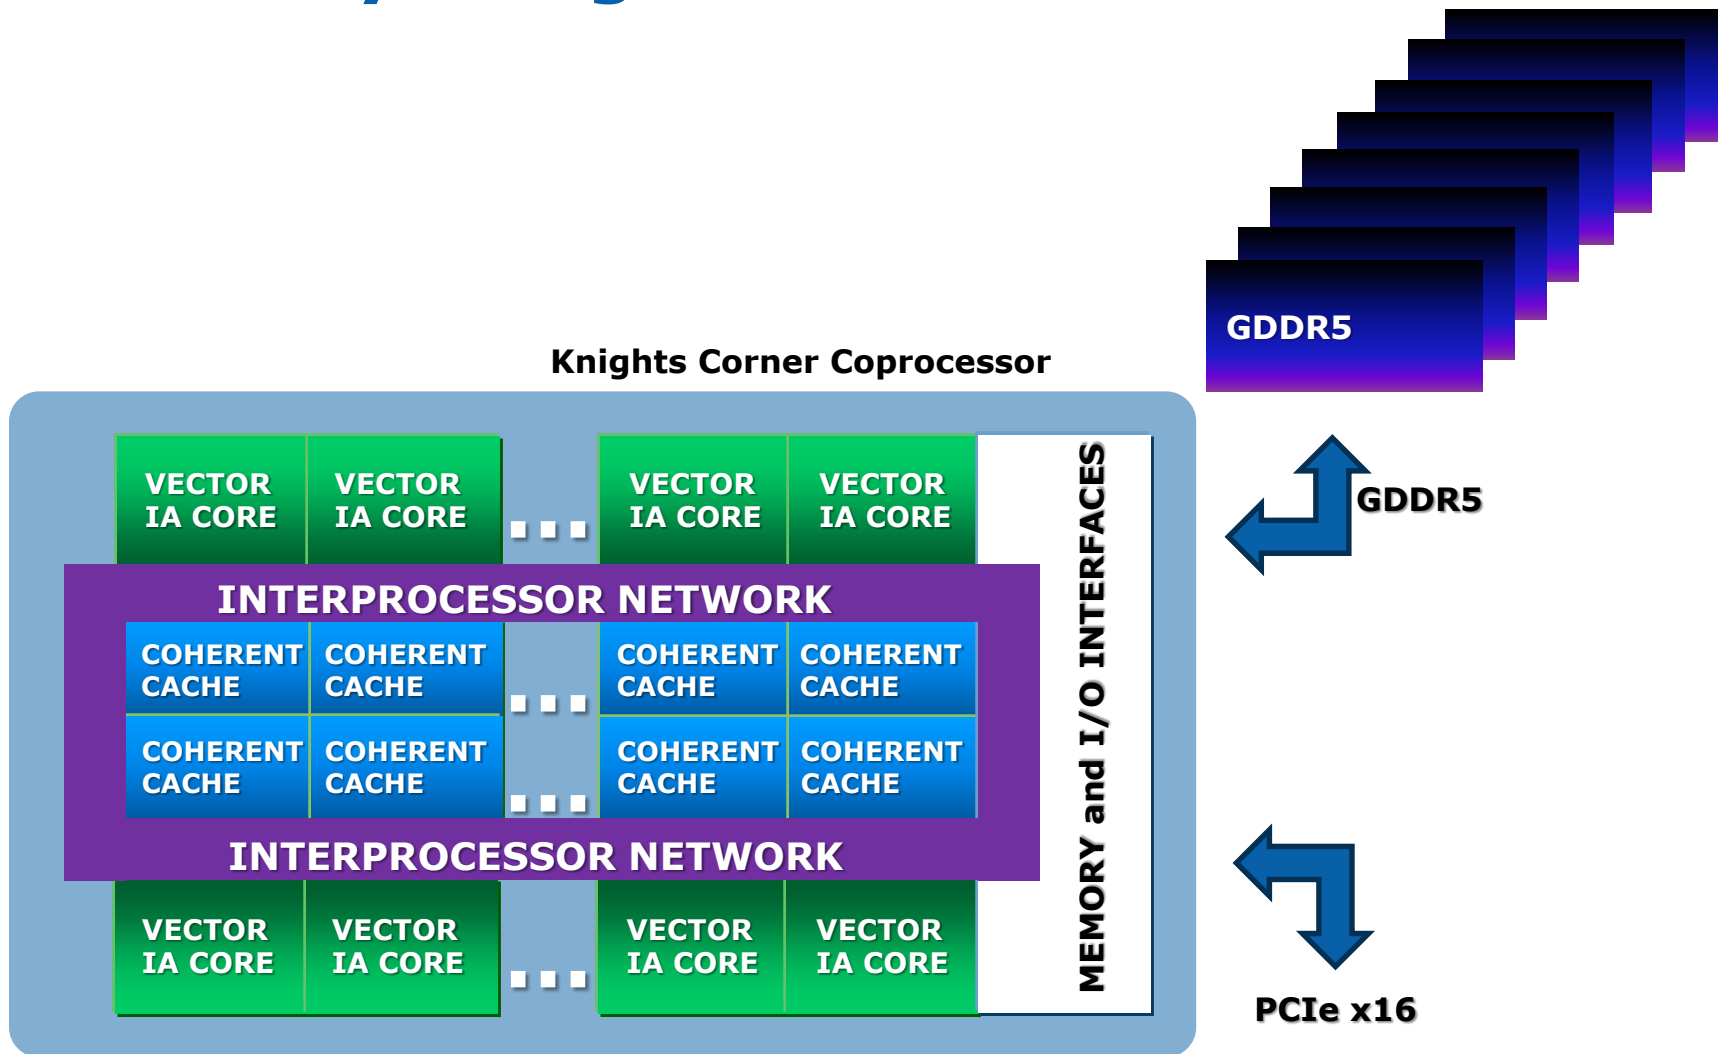 GDDR5
Knights Corner Coprocessor
VECTOR
IA CORE
VECTOR
IA CORE
...
VECTOR
IA CORE
VECTOR
IA CORE
GDDR5
INTERPROCESSOR NETWORK
COHERENT
CACHE
COHERENT
CACHE
...
COHERENT
CACHE
COHERENT
CACHE
COHERENT
CACHE
COHERENT
CACHE
...
COHERENT
CACHE
COHERENT
CACHE
INTERPROCESSOR NETWORK
VECTOR
IA CORE
VECTOR
IA CORE
...
VECTOR
IA CORE
VECTOR
IA CORE
MEMORY and I/O INTERFACES
PCIe x16